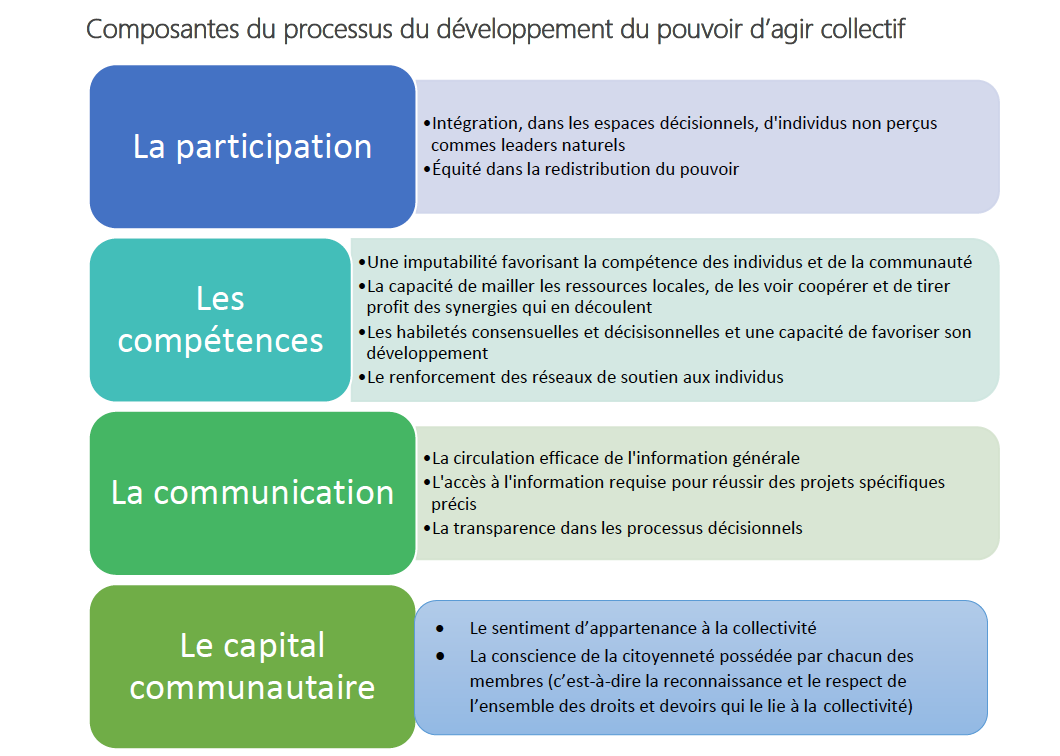 Composantes du processus du développement du pouvoir d’agir collectif
La participation
•Intégration, dans les espaces décisionnels, d'individus non perçus
commes leaders naturels
•Équité dans la redistribution du pouvoir
Les
compétences
•Une imputabilité favorisant la compétence des individus et de la communauté
•La capacité de mailler les ressources locales, de les voir coopérer et de tirer
profit des synergies qui en découlent
•Les habiletés consensuelles et décisisonnelles et une capacité de favoriser son
développement
•Le renforcement des réseaux de soutien aux individus
La communication
•La circulation efficace de l'information générale
•L'accès à l'information requise pour réussir des projets spécifiques
précis
•La transparence dans les processus décisionnels
Le capital
communautaire
• Le sentiment d’appartenance à la collectivité
• La conscience de la citoyenneté possédée par chacun des
membres (c’est-à-dire la reconnaissance et le respect de
l’ensemble des droits et devoirs qui le lie à la collectivité)